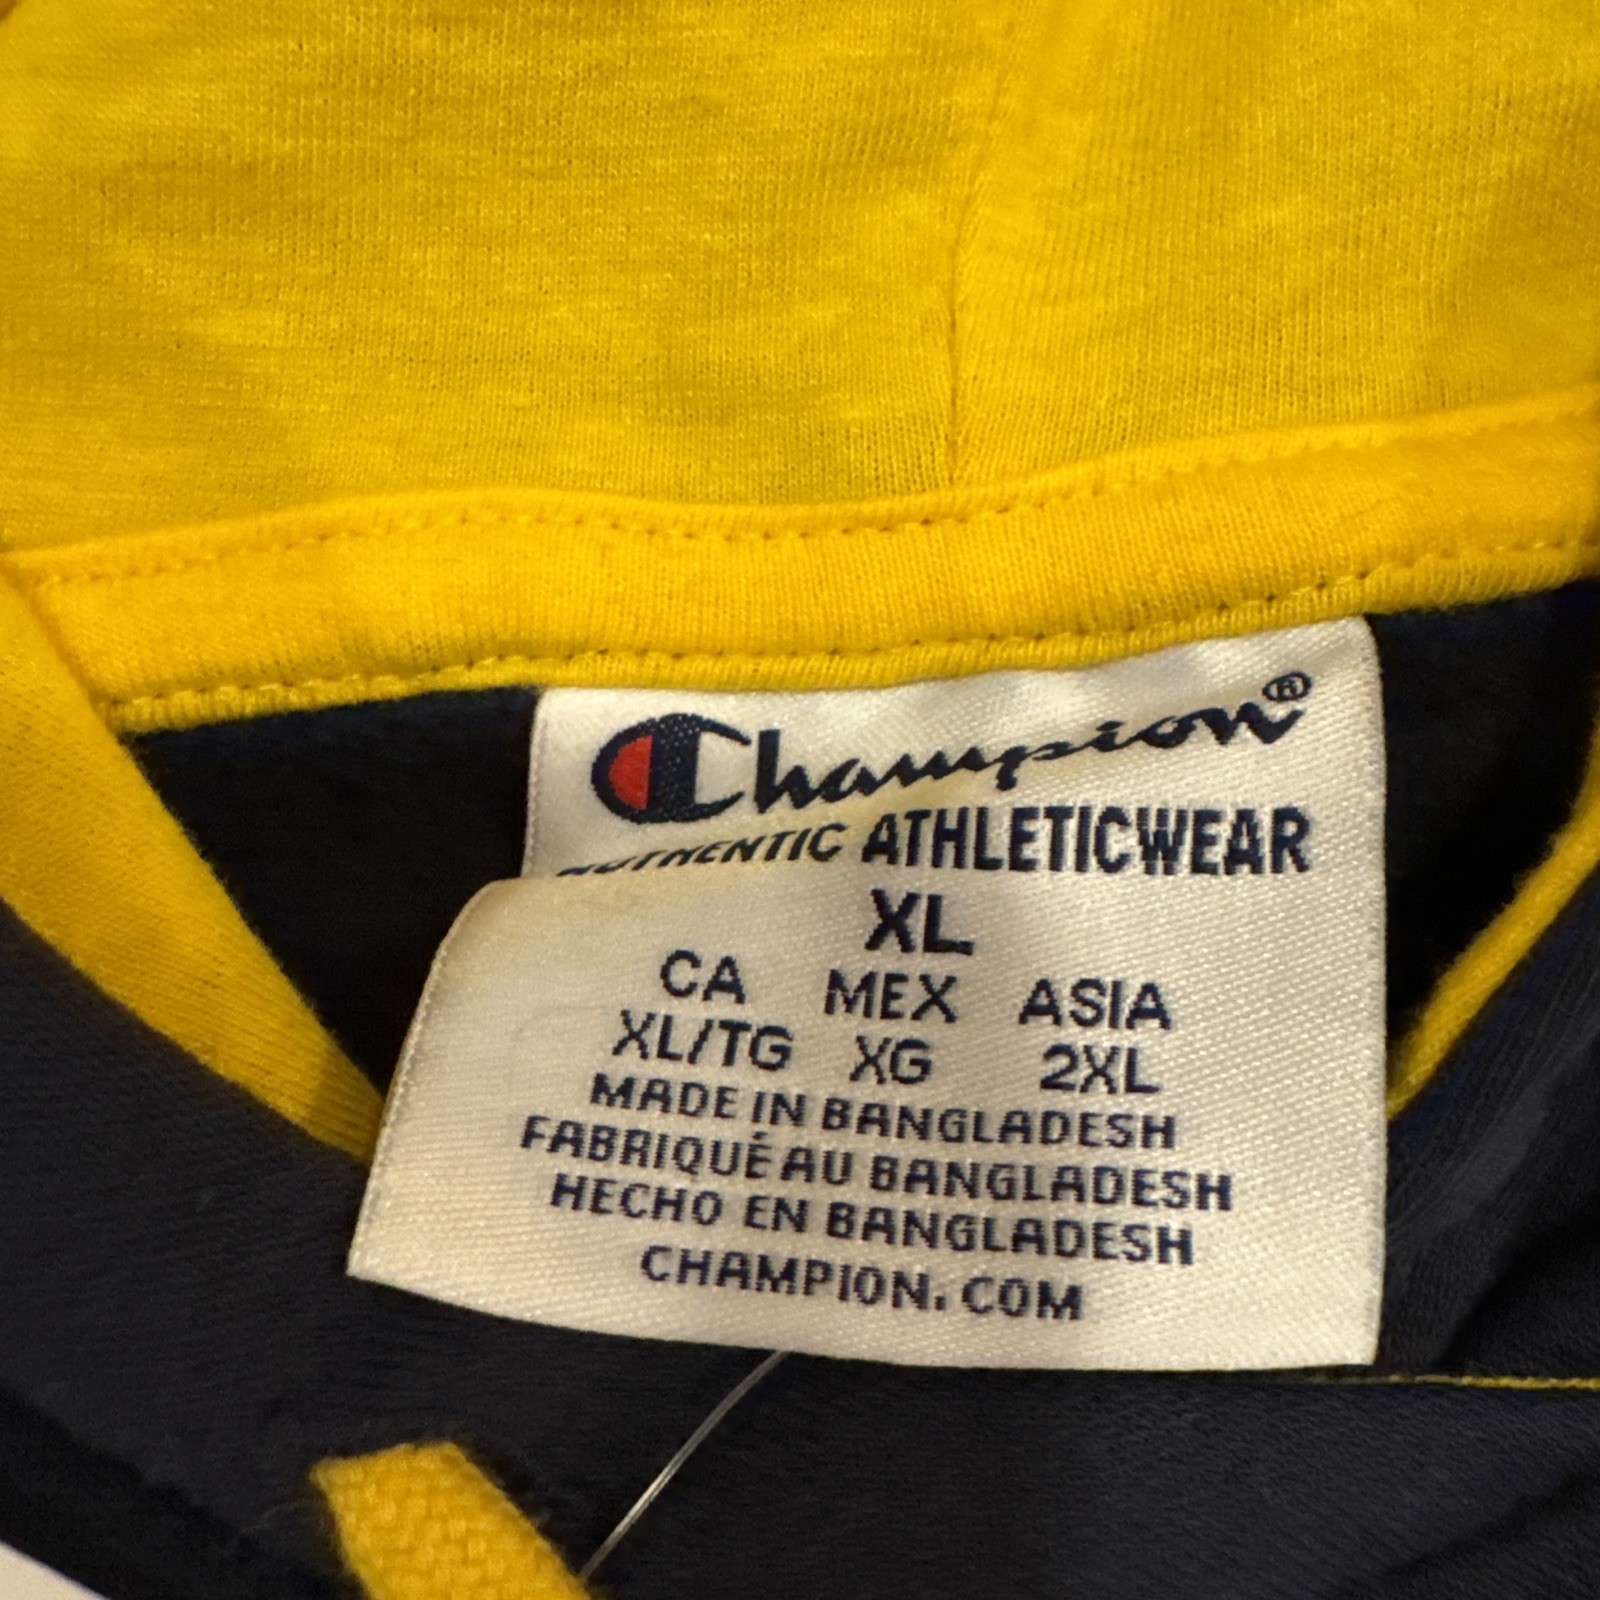 Champion®
AUTHENTIC ATHLETICWEAR
XL
CA MEX ASIA
XL/TG XG 2XL
MADE IN BANGLADESH
FABRIQUÉ AU BANGLADESH
HECHO EN BANGLADESH
CHAMPION.COM